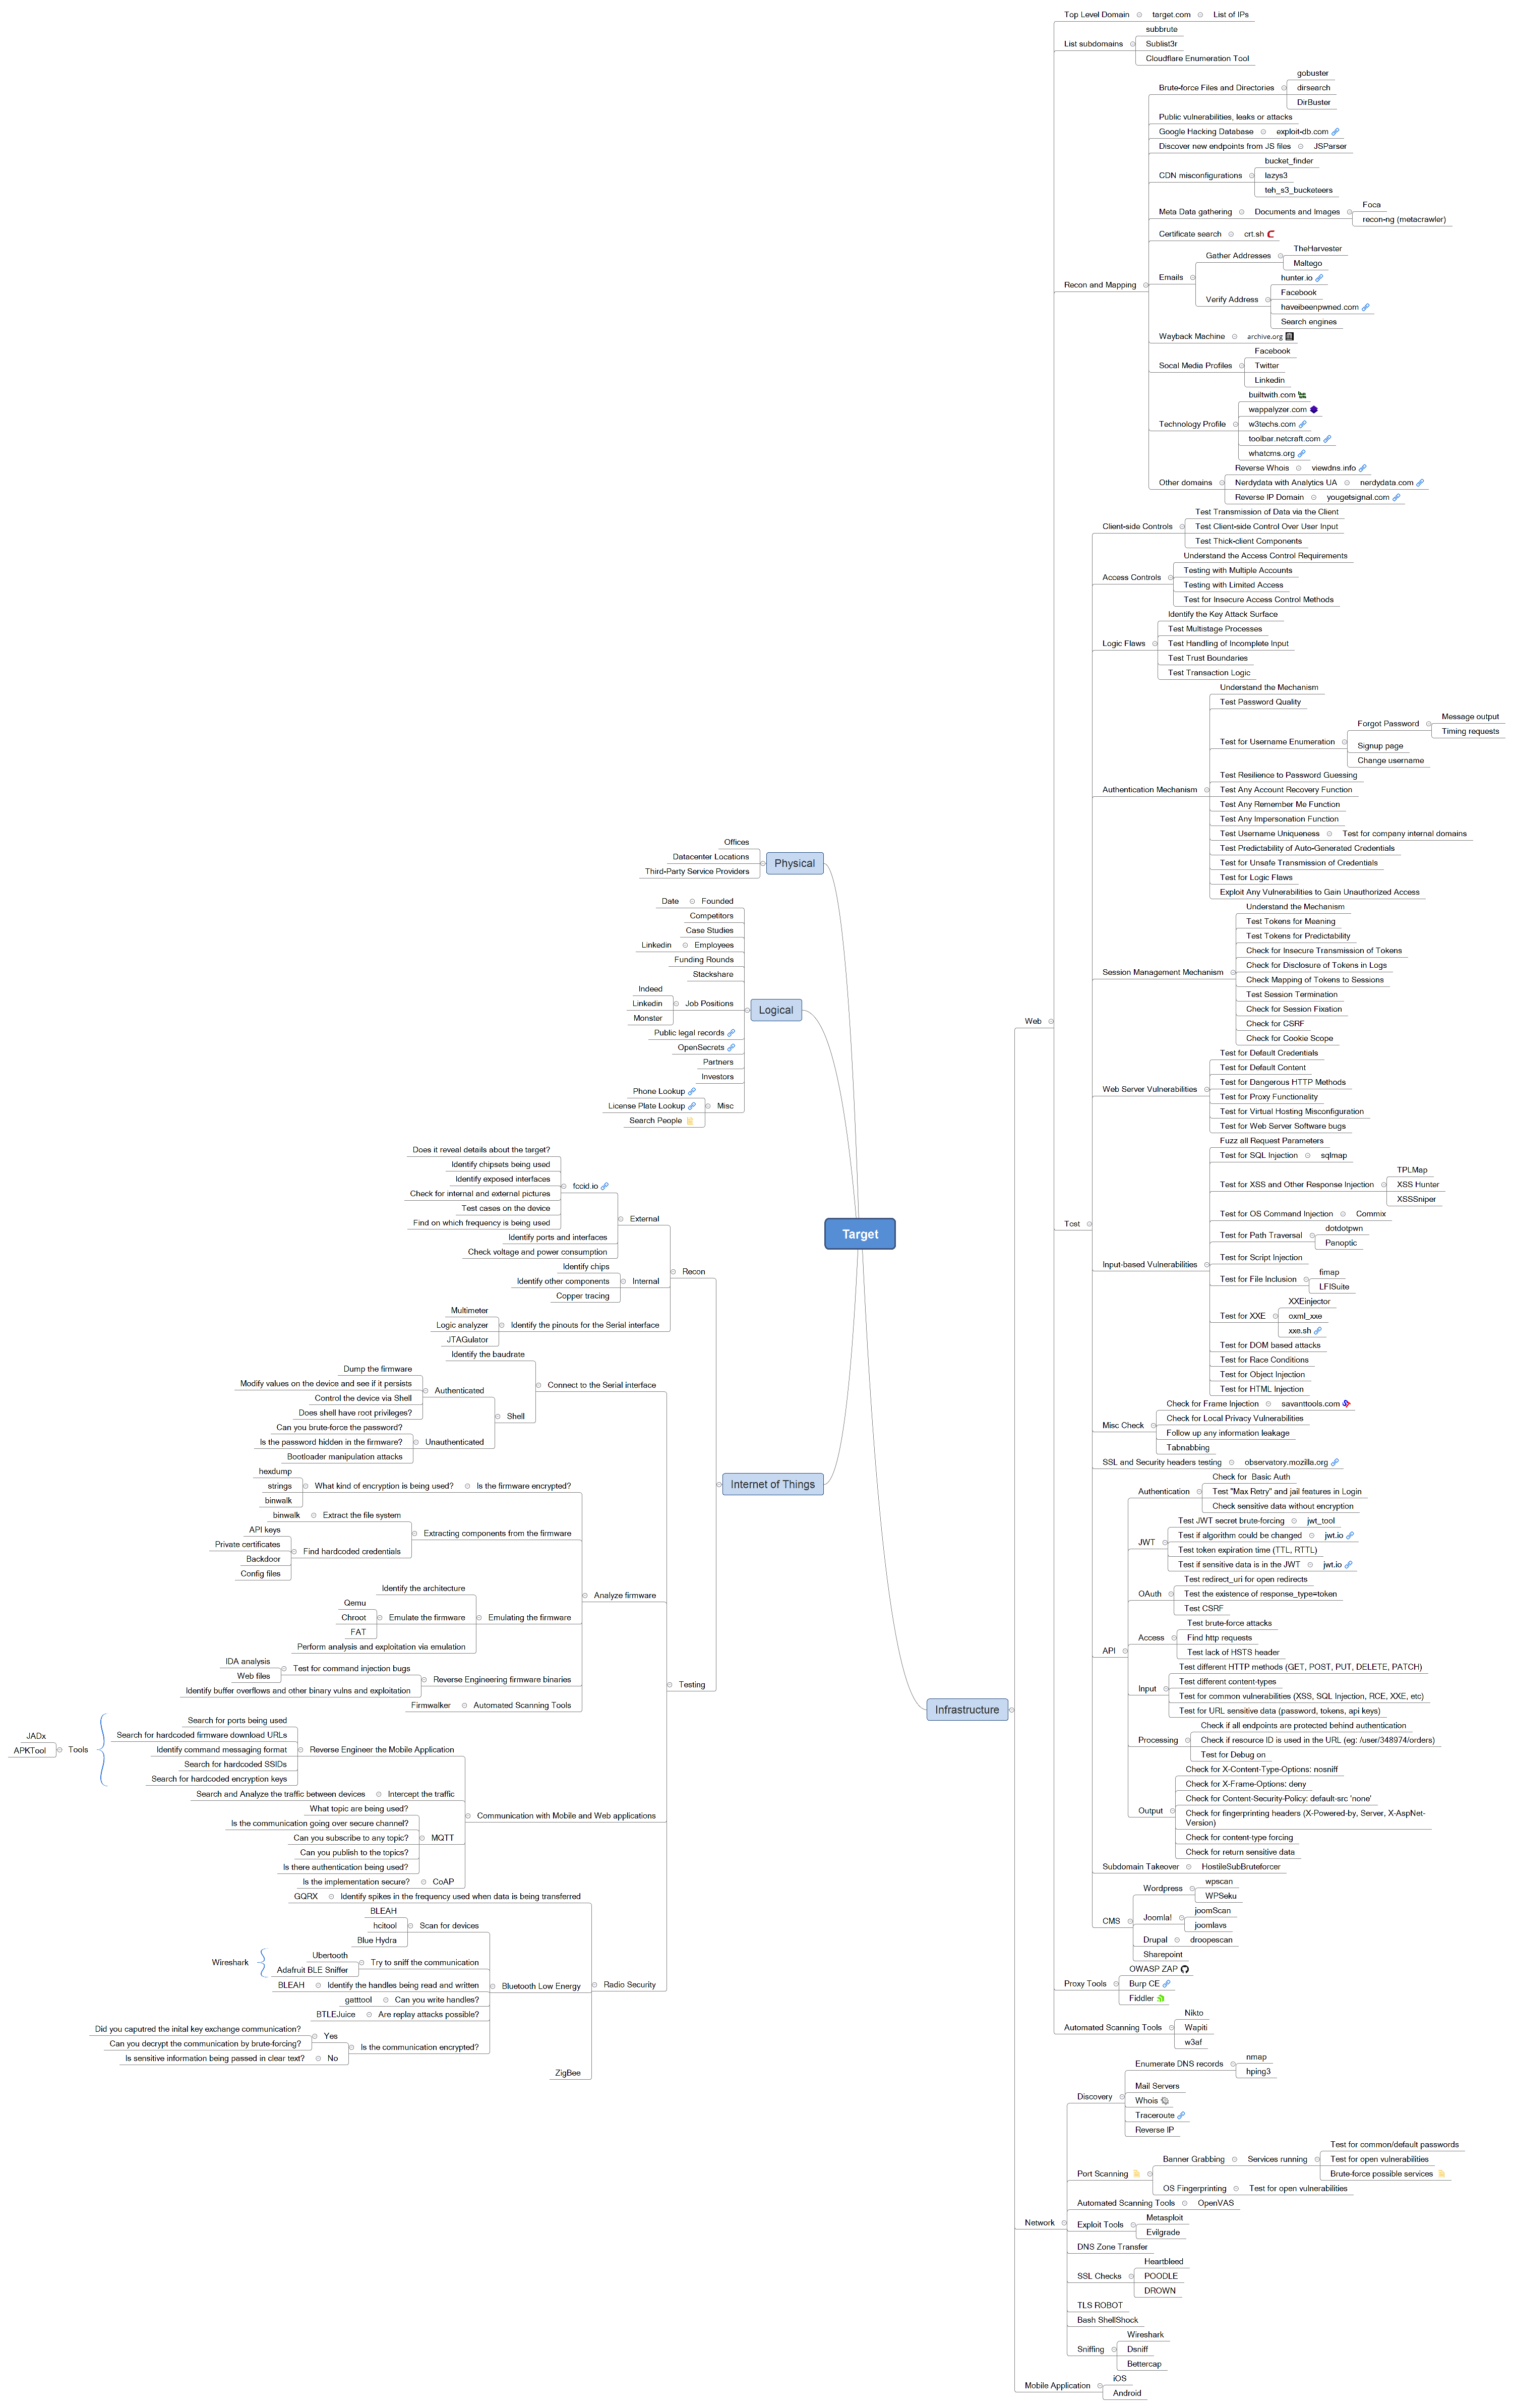 Target
Physical
Offices
Datacenter Locations
Third-Party Service Providers
Logical
Founded
Date
Competitors
Case Studies
Employees
Linkedin
Funding Rounds
Stackshare
Job Positions
Indeed
Linkedin
Monster
Public legal records
OpenSecrets
Partners
Investors
Misc
Phone Lookup
License Plate Lookup
Search People
Internet of Things
Recon
External
fccid.io
Does it reveal details about the target?
Identify chipsets being used
Identify exposed interfaces
Check for internal and external pictures
Test cases on the device
Find on which frequency is being used
Identify ports and interfaces
Check voltage and power consumption
Internal
Identify chips
Identify other components
Copper tracing
Identify the pinouts for the Serial interface
Multimeter
Logic analyzer
JTAGulator
Testing
Connect to the Serial interface
Identify the baudrate
Shell
Authenticated
Dump the firmware
Modify values on the device and see if it persists
Control the device via Shell
Does shell have root privileges?
Unauthenticated
Can you brute-force the password?
Is the password hidden in the firmware?
Bootloader manipulation attacks
Analyze firmware
Is the firmware encrypted?
What kind of encryption is being used?
hexdump
strings
binwalk
Extracting components from the firmware
Extract the file system
binwalk
Find hardcoded credentials
API keys
Private certificates
Backdoor
Config files
Emulating the firmware
Identify the architecture
Emulate the firmware
Qemu
Chroot
FAT
Perform analysis and exploitation via emulation
Reverse Engineering firmware binaries
Test for command injection bugs
IDA analysis
Web files
Identify buffer overflows and other binary vulns and exploitation
Automated Scanning Tools
Firmwalker
Communication with Mobile and Web applications
Reverse Engineer the Mobile Application
Search for ports being used
Search for hardcoded firmware download URLs
Identify command messaging format
Search for hardcoded SSIDs
Search for hardcoded encryption keys
Tools
JADx
APKTool
Intercept the traffic
Search and Analyze the traffic between devices
MQTT
What topic are being used?
Is the communication going over secure channel?
Can you subscribe to any topic?
Can you publish to the topics?
Is there authentication being used?
CoAP
Is the implementation secure?
Radio Security
Identify spikes in the frequency used when data is being transferred
GQRX
Bluetooth Low Energy
Scan for devices
BLEAH
hcitool
Blue Hydra
Try to sniff the communication
Ubertooth
Adafruit BLE Sniffer
Wireshark
Identify the handles being read and written
BLEAH
Can you write handles?
gatttool
Are replay attacks possible?
BTLEJuice
Is the communication encrypted?
Yes
Did you caputred the inital key exchange communication?
Can you decrypt the communication by brute-forcing?
No
Is sensitive information being passed in clear text?
ZigBee
Infrastructure
Web
Top Level Domain
target.com
List of IPs
List subdomains
subbrute
Sublist3r
Cloudflare Enumeration Tool
Recon and Mapping
Brute-force Files and Directories
gobuster
dirsearch
DirBuster
Public vulnerabilities, leaks or attacks
Google Hacking Database
exploit-db.com
Discover new endpoints from JS files
JSParser
CDN misconfigurations
bucket_finder
lazys3
teh_s3_bucketeers
Meta Data gathering
Documents and Images
Foca
recon-ng (metacrawler)
Certificate search
crt.sh
Emails
Gather Addresses
TheHarvester
Maltego
Verify Address
hunter.io
Facebook
haveibeenpwned.com
Search engines
Wayback Machine
archive.org
Socal Media Profiles
Facebook
Twitter
Linkedin
Technology Profile
builtwith.com
wappalyzer.com
w3techs.com
toolbar.netcraft.com
whatcms.org
Other domains
Reverse Whois
viewdns.info
Nerdydata with Analytics UA
nerdydata.com
Reverse IP Domain
yougetsignal.com
Test
Client-side Controls
Test Transmission of Data via the Client
Test Client-side Control Over User Input
Test Thick-client Components
Access Controls
Understand the Access Control Requirements
Testing with Multiple Accounts
Testing with Limited Access
Test for Insecure Access Control Methods
Logic Flaws
Identify the Key Attack Surface
Test Multistage Processes
Test Handling of Incomplete Input
Test Trust Boundaries
Test Transaction Logic
Authentication Mechanism
Understand the Mechanism
Test Password Quality
Test for Username Enumeration
Forgot Password
Message output
Timing requests
Signup page
Change username
Test Resilience to Password Guessing
Test Any Account Recovery Function
Test Any Remember Me Function
Test Any Impersonation Function
Test Username Uniqueness
Test for company internal domains
Test Predictability of Auto-Generated Credentials
Test for Unsafe Transmission of Credentials
Test for Logic Flaws
Exploit Any Vulnerabilities to Gain Unauthorized Access
Session Management Mechanism
Understand the Mechanism
Test Tokens for Meaning
Test Tokens for Predictability
Check for Insecure Transmission of Tokens
Check for Disclosure of Tokens in Logs
Check Mapping of Tokens to Sessions
Test Session Termination
Check for Session Fixation
Check for CSRF
Check for Cookie Scope
Web Server Vulnerabilities
Test for Default Credentials
Test for Default Content
Test for Dangerous HTTP Methods
Test for Proxy Functionality
Test for Virtual Hosting Misconfiguration
Test for Web Server Software bugs
Input-based Vulnerabilities
Fuzz all Request Parameters
Test for SQL Injection
sqlmap
Test for XSS and Other Response Injection
TPLMap
XSS Hunter
XSSSniper
Test for OS Command Injection
Commix
Test for Path Traversal
dotdotpwn
Panoptic
Test for Script Injection
Test for File Inclusion
fimap
LFISuite
Test for XXE
XXEinjector
oxml_xxe
xxe.sh
Test for DOM based attacks
Test for Race Conditions
Test for Object Injection
Test for HTML Injection
Misc Check
Check for Frame Injection
savanttools.com
Check for Local Privacy Vulnerabilities
Follow up any information leakage
Tabnabbing
SSL and Security headers testing
observatory.mozilla.org
API
Authentication
Check for Basic Auth
Test "Max Retry" and jail features in Login
Check sensitive data without encryption
JWT
Test JWT secret brute-forcing
jwt_tool
Test if algorithm could be changed
jwt.io
Test token expiration time (TTL, RTTL)
Test if sensitive data is in the JWT
jwt.io
OAuth
Test redirect_uri for open redirects
Test the existence of response_type=token
Test CSRF
Access
Test brute-force attacks
Find http requests
Test lack of HSTS header
Input
Test different HTTP methods (GET, POST, PUT, DELETE, PATCH)
Test different content-types
Test for common vulnerabilities (XSS, SQL Injection, RCE, XXE, etc)
Test for URL sensitive data (password, tokens, api keys)
Processing
Check if all endpoints are protected behind authentication
Check if resource ID is used in the URL (eg: /user/348974/orders)
Test for Debug on
Output
Check for X-Content-Type-Options: nosniff
Check for X-Frame-Options: deny
Check for Content-Security-Policy: default-src 'none'
Check for fingerprinting headers (X-Powered-by, Server, X-AspNet-
Version)
Check for content-type forcing
Check for return sensitive data
Subdomain Takeover
HostileSubBruteforcer
CMS
Wordpress
wpscan
WPSeku
Joomla!
joomScan
joomlavs
Drupal
droopescan
Sharepoint
Proxy Tools
OWASP ZAP
Burp CE
Fiddler
Automated Scanning Tools
Nikto
Wapiti
w3af
Network
Discovery
Enumerate DNS records
nmap
hping3
Mail Servers
Whois
Traceroute
Reverse IP
Port Scanning
Banner Grabbing
Services running
Test for common/default passwords
Test for open vulnerabilities
Brute-force possible services
OS Fingerprinting
Test for open vulnerabilities
Automated Scanning Tools
OpenVAS
Exploit Tools
Metasploit
Evilgrade
DNS Zone Transfer
SSL Checks
Heartbleed
POODLE
DROWN
TLS ROBOT
Bash ShellShock
Sniffing
Wireshark
Dsniff
Bettercap
Mobile Application
iOS
Android